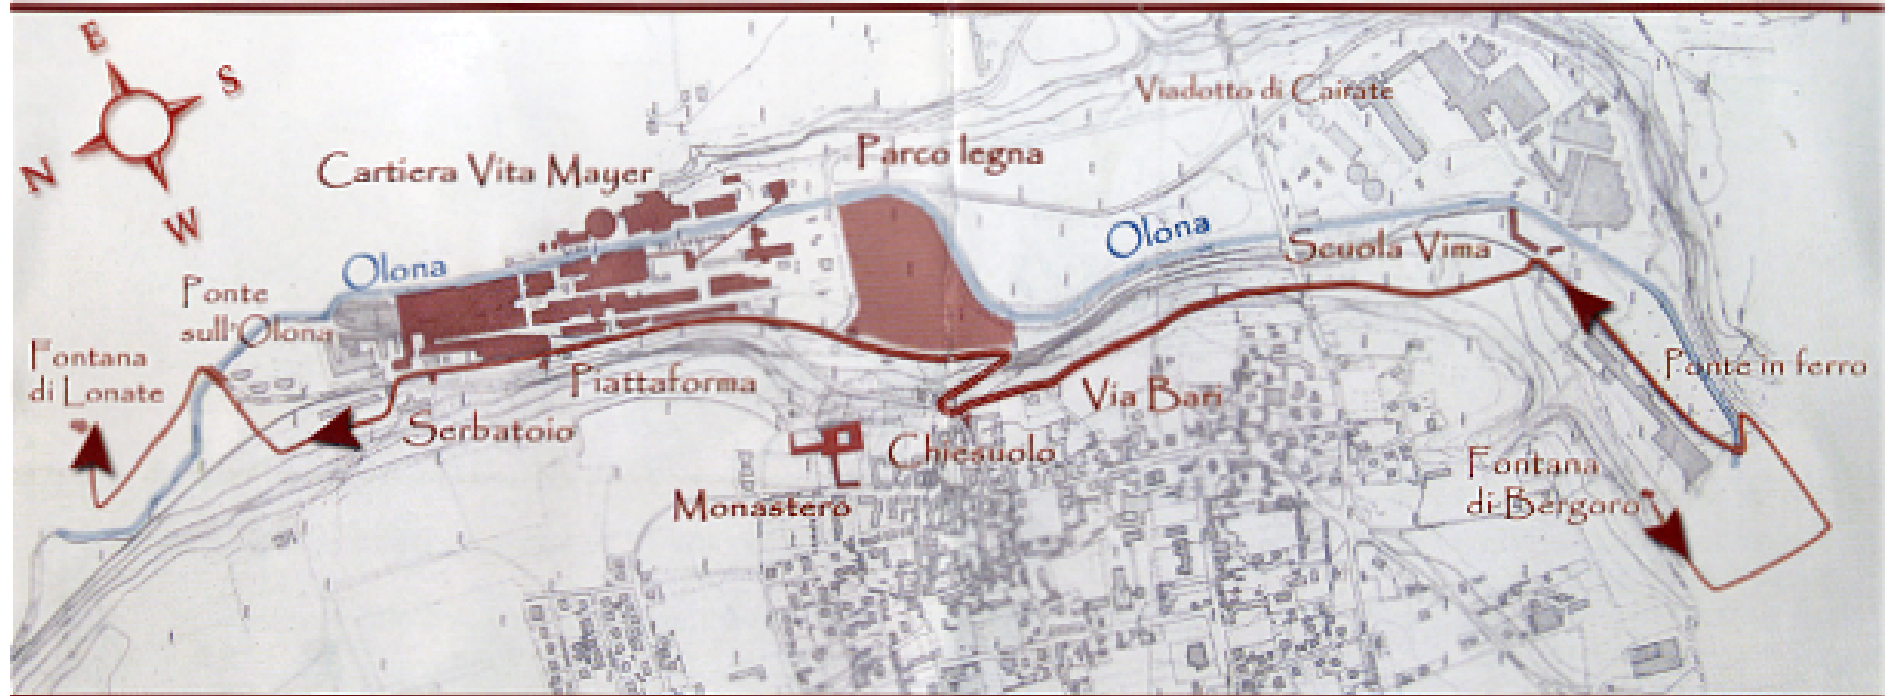 E
S
N
W
Viadotto di Cairate
Parco legna
Cartiera Vita Mayer
Olona
Olona
Scuola Vima
Ponte
sull'Olona
Fontana
di Lonate
Piattaforma
Serbatoio
Via Bari
Ponte in ferro
Chiesuolo
Monastero
Fontana
di Bergoro